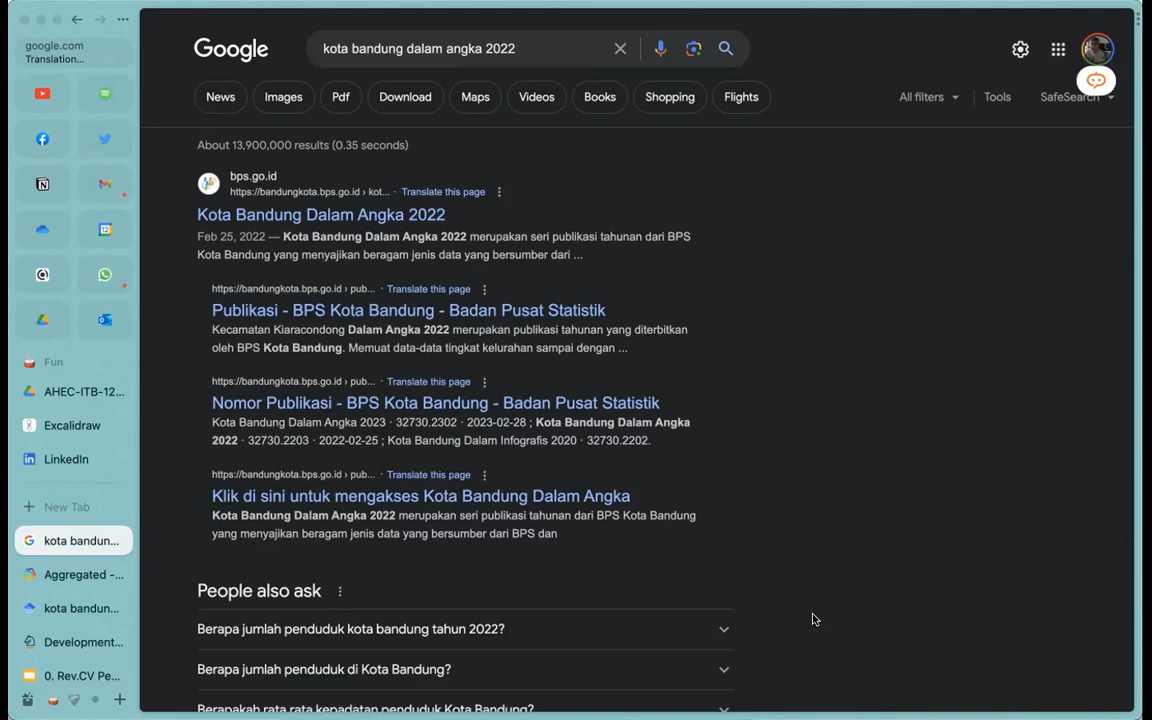 google.com
Translation...
Fun
AHEC-ITB-12...
Excalidraw
LinkedIn
New Tab
kota bandun...
Aggregated -...
kota bandun...
Development...
0. Rev.CV Pe...
Google
kota bandung dalam angka 2022
News Images Pdf Download Maps Videos Books Shopping Flights All filters Tools SafeSearch
About 13,900,000 results (0.35 seconds)
bps.go.id
https://bandungkota.bps.go.id › kot... · Translate this page
Kota Bandung Dalam Angka 2022
Feb 25, 2022 — Kota Bandung Dalam Angka 2022 merupakan seri publikasi tahunan dari BPS
Kota Bandung yang menyajikan beragam jenis data yang bersumber dari ...
https://bandungkota.bps.go.id › pub... · Translate this page
Publikasi - BPS Kota Bandung - Badan Pusat Statistik
Kecamatan Kiaracondong Dalam Angka 2022 merupakan publikasi tahunan yang diterbitkan
oleh BPS Kota Bandung. Memuat data-data tingkat kelurahan sampai dengan ...
https://bandungkota.bps.go.id › pub... · Translate this page
Nomor Publikasi - BPS Kota Bandung - Badan Pusat Statistik
Kota Bandung Dalam Angka 2023 · 32730.2302 · 2023-02-28 ; Kota Bandung Dalam Angka
2022 · 32730.2203 · 2022-02-25 ; Kota Bandung Dalam Infografis 2020 · 32730.2202.
https://bandungkota.bps.go.id › pub... · Translate this page
Klik di sini untuk mengakses Kota Bandung Dalam Angka
Kota Bandung Dalam Angka 2022 merupakan seri publikasi tahunan dari BPS Kota Bandung
yang menyajikan beragam jenis data yang bersumber dari BPS dan
People also ask
Berapa jumlah penduduk kota bandung tahun 2022?
Berapa jumlah penduduk di Kota Bandung?
Berapakah rata rata kepadatan penduduk Kota Bandung?